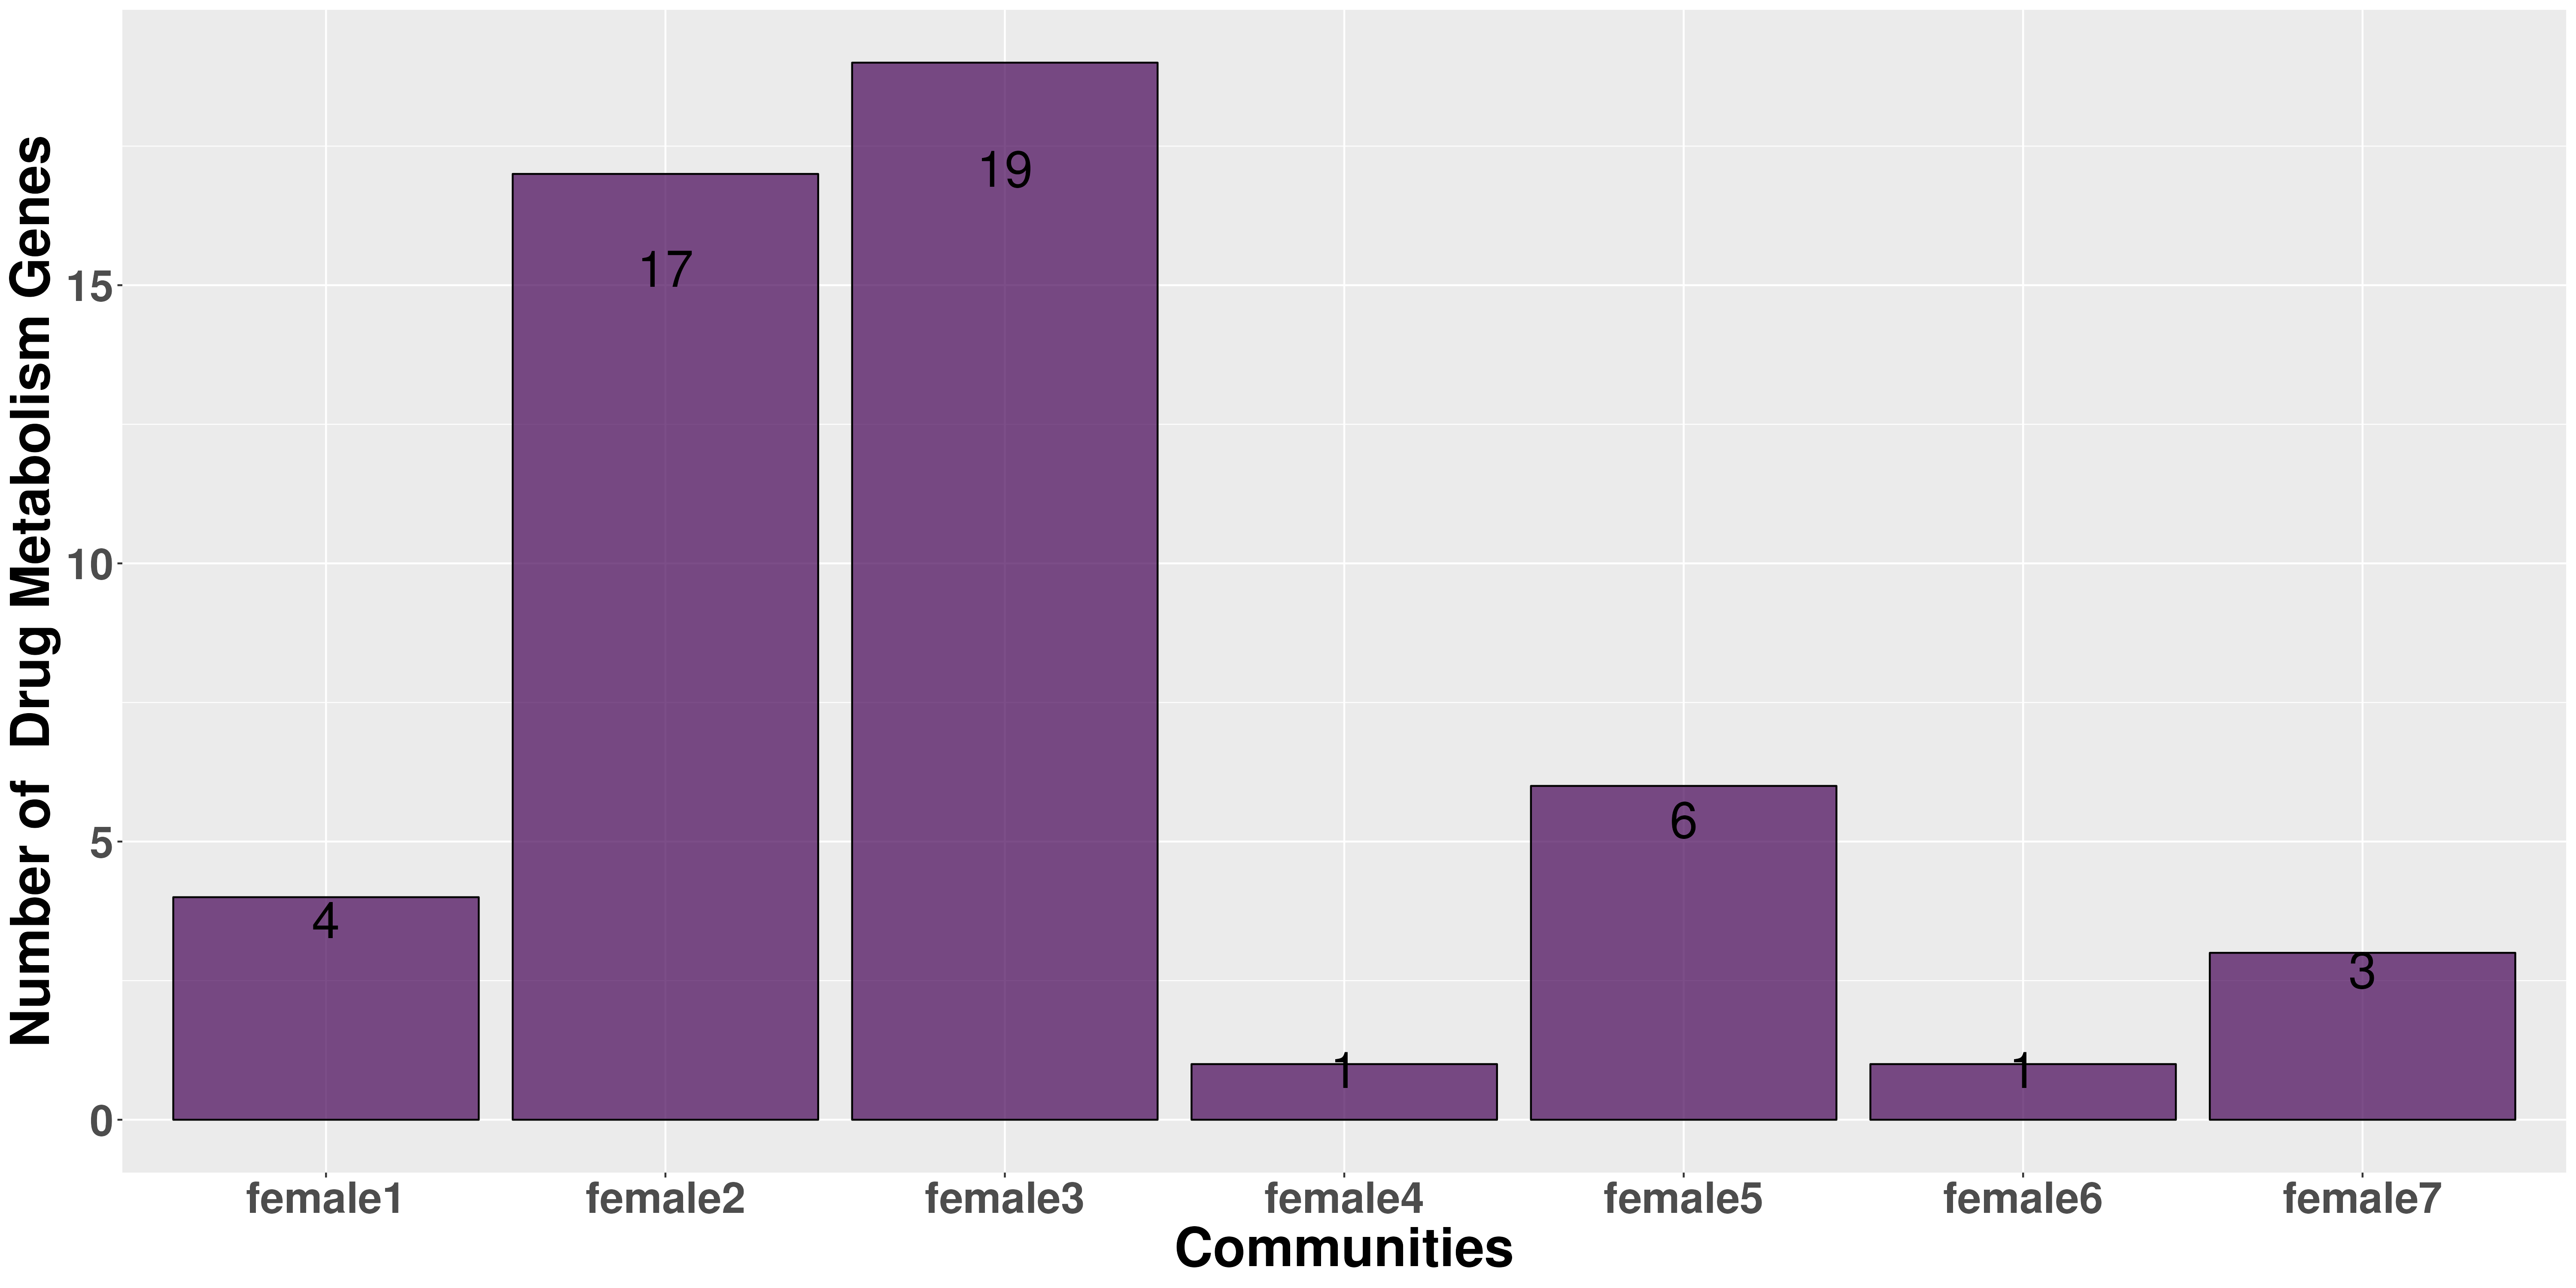 Number of  Drug Metabolism Genes
15
10
5
0
4
17
19
1
6
1
3
female1
female2
female3
female4
female5
female6
female7
Communities